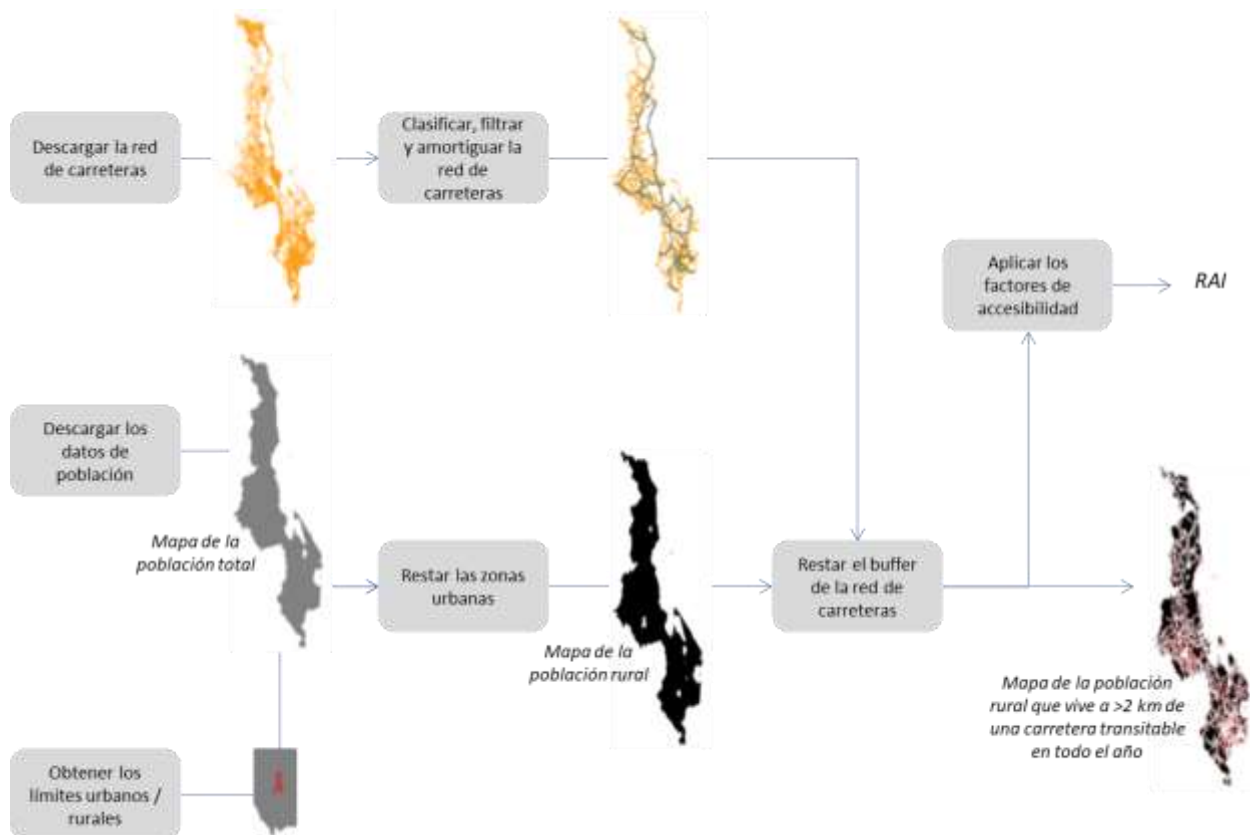 Descargar la red
de carreteras
Clasificar, filtrar
y amortiguar la
red de
carreteras
Aplicar los
factores de
accesibilidad
RAI
Descargar los
datos de
población
Mapa de la
población total
Restar las zonas
urbanas
Mapa de la
población rural
Restar el buffer
de la red de
carreteras
Mapa de la población
rural que vive a >2 km de
una carretera transitable
en todo el año
Obtener los
límites urbanos /
rurales